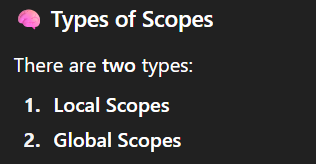 🧠 Types of Scopes
There are two types:
1. Local Scopes
2. Global Scopes